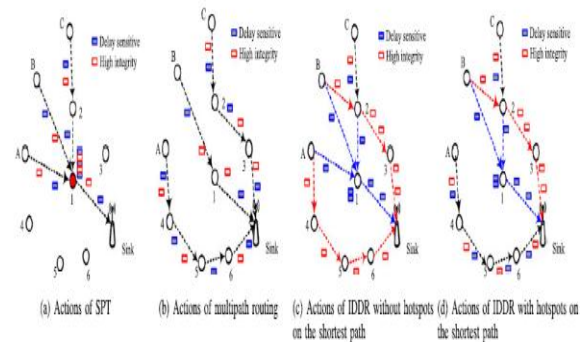 C
Delay sensitive
High integrity
B
2
A
3
1
4
5
6
Sink
(a) Actions of SPT
C
Delay sensitive
High integrity
B
2
A
3
1
4
5
6
Sink
(b) Actions of multipath routing
C
Delay sensitive
High integrity
B
2
A
3
1
4
5
6
Sink
(c) Actions of IDDR without hotspots
on the shortest path
C
Delay sensitive
High integrity
B
2
A
3
1
4
5
6
Sink
(d) Actions of IDDR with hotspots on
the shortest path